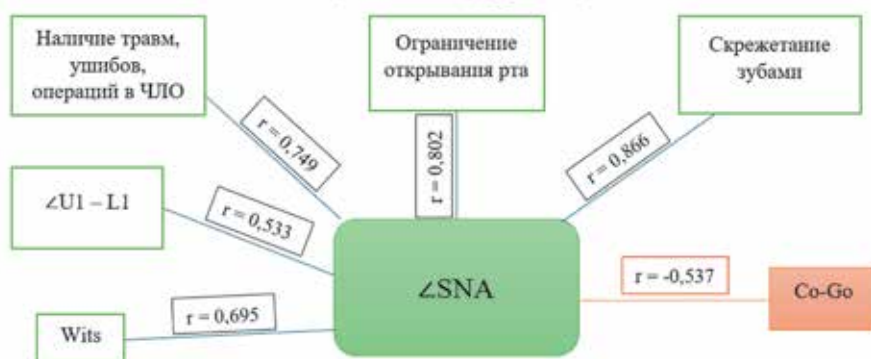 Наличие травм,
ушибов,
операций в ЧЛО
Ограничение
открывания рта
Скрежетание
зубами
r = 0,749
r = 0,802
r = 0,866
∠U1 – L1
r = 0,533
∠SNA
r = -0,537
Co-Go
Wits
r = 0,695